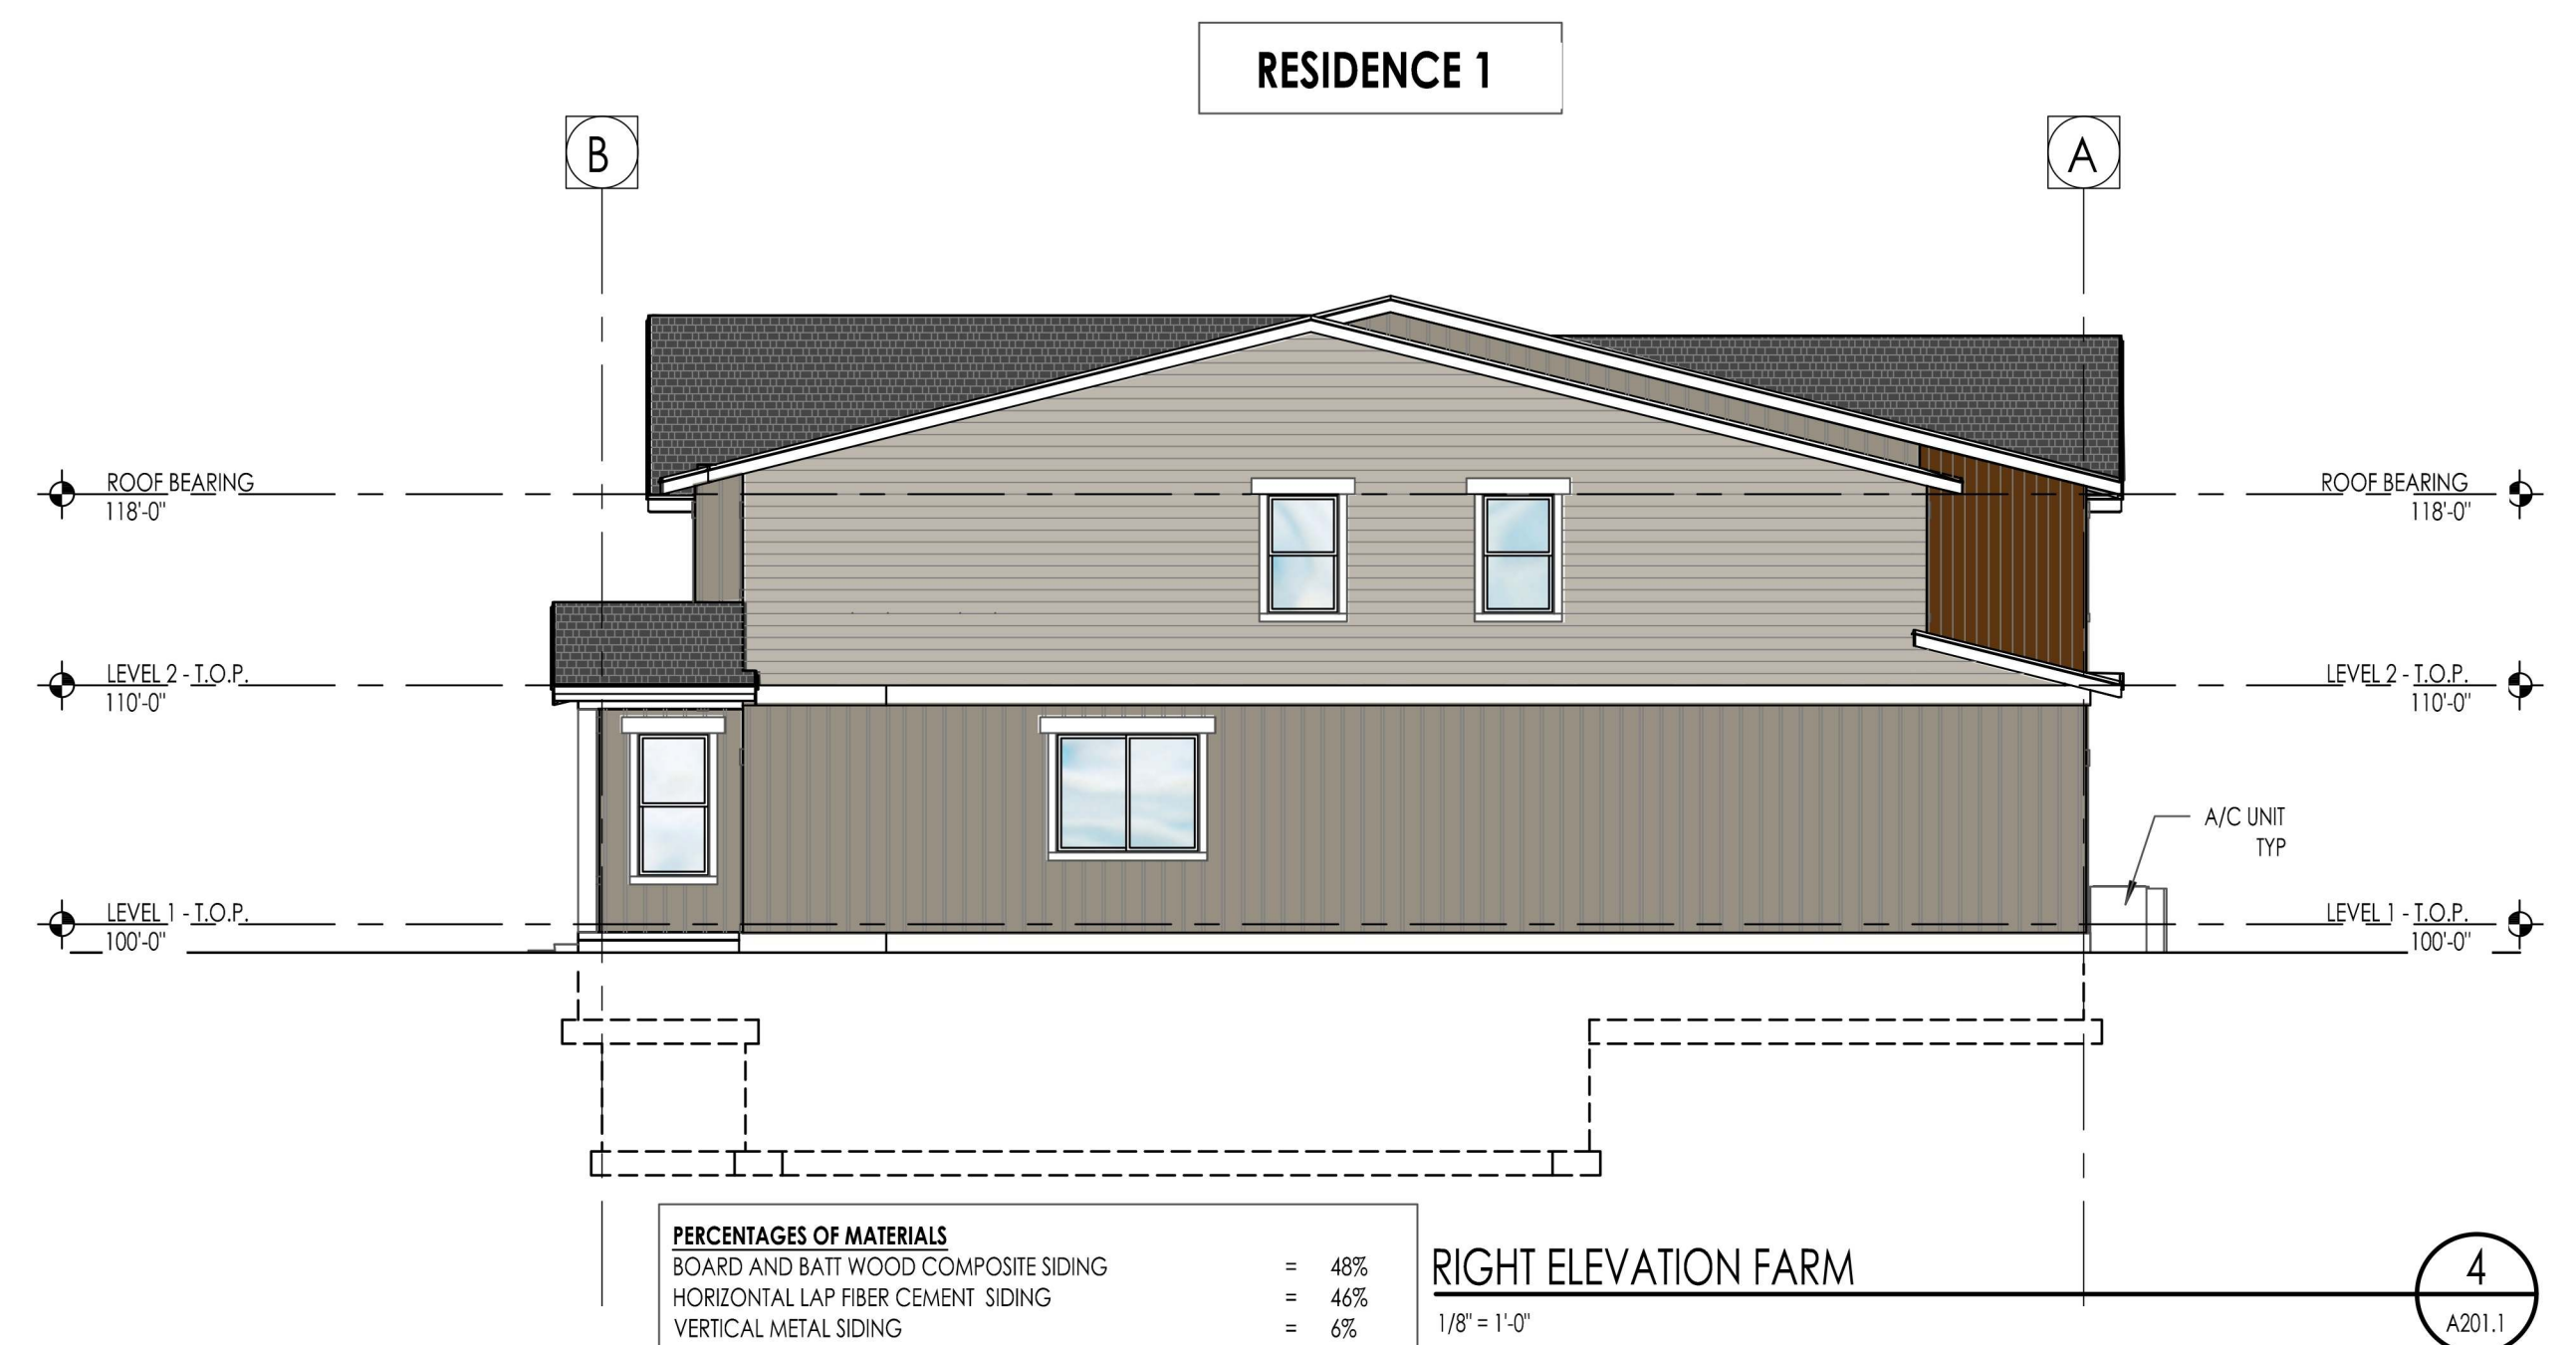 RESIDENCE 1
B
A
ROOF BEARING
118'-0"
ROOF BEARING
118'-0"
LEVEL 2 - T.O.P.
110'-0"
LEVEL 2 - T.O.P.
110'-0"
A/C UNIT
TYP
LEVEL 1 - T.O.P.
100'-0"
LEVEL 1 - T.O.P.
100'-0"
PERCENTAGES OF MATERIALS
BOARD AND BATT WOOD COMPOSITE SIDING = 48%
HORIZONTAL LAP FIBER CEMENT SIDING = 46%
VERTICAL METAL SIDING = 6%
RIGHT ELEVATION FARM
1/8" = 1'-0"
4
A201.1